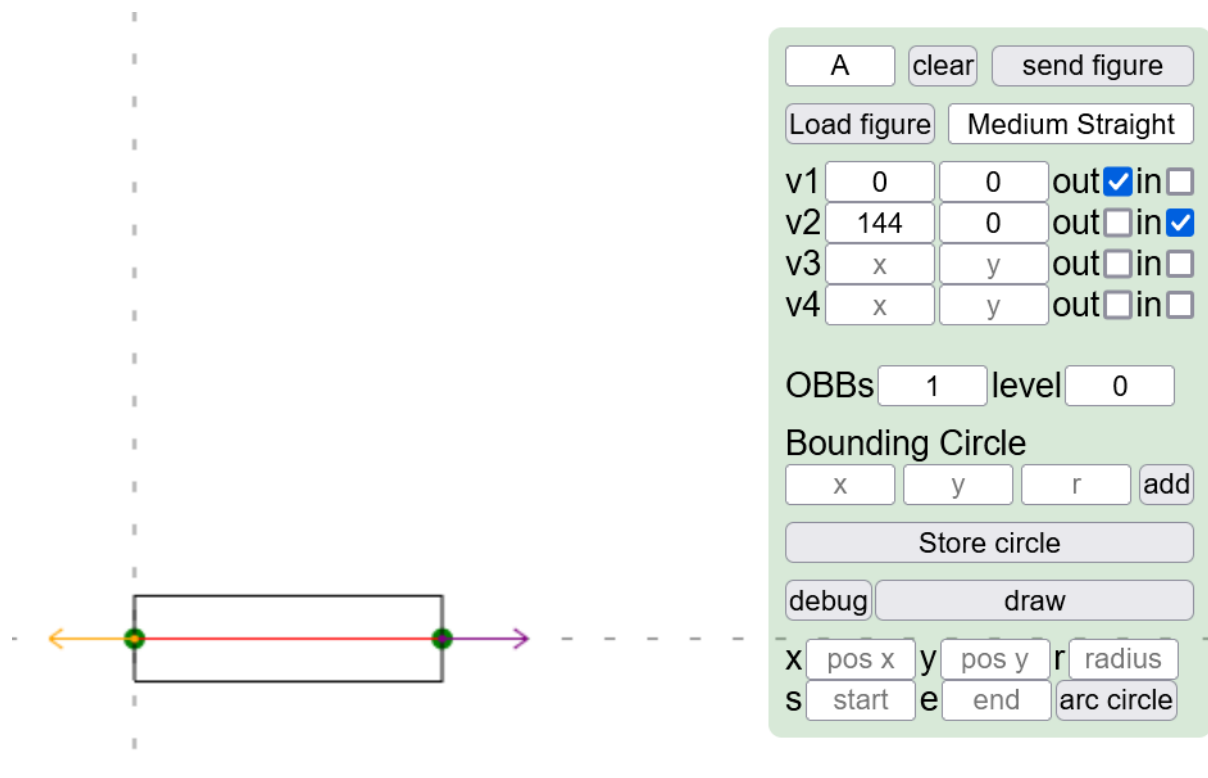 A clear send figure
Load figure Medium Straight
v1 0 0 out in
v2 144 0 out in
v3 x y out in
v4 x y out in
OBBs 1 level 0
Bounding Circle
x y r add
Store circle
debug draw
x pos x y pos y r radius
s start e end arc circle